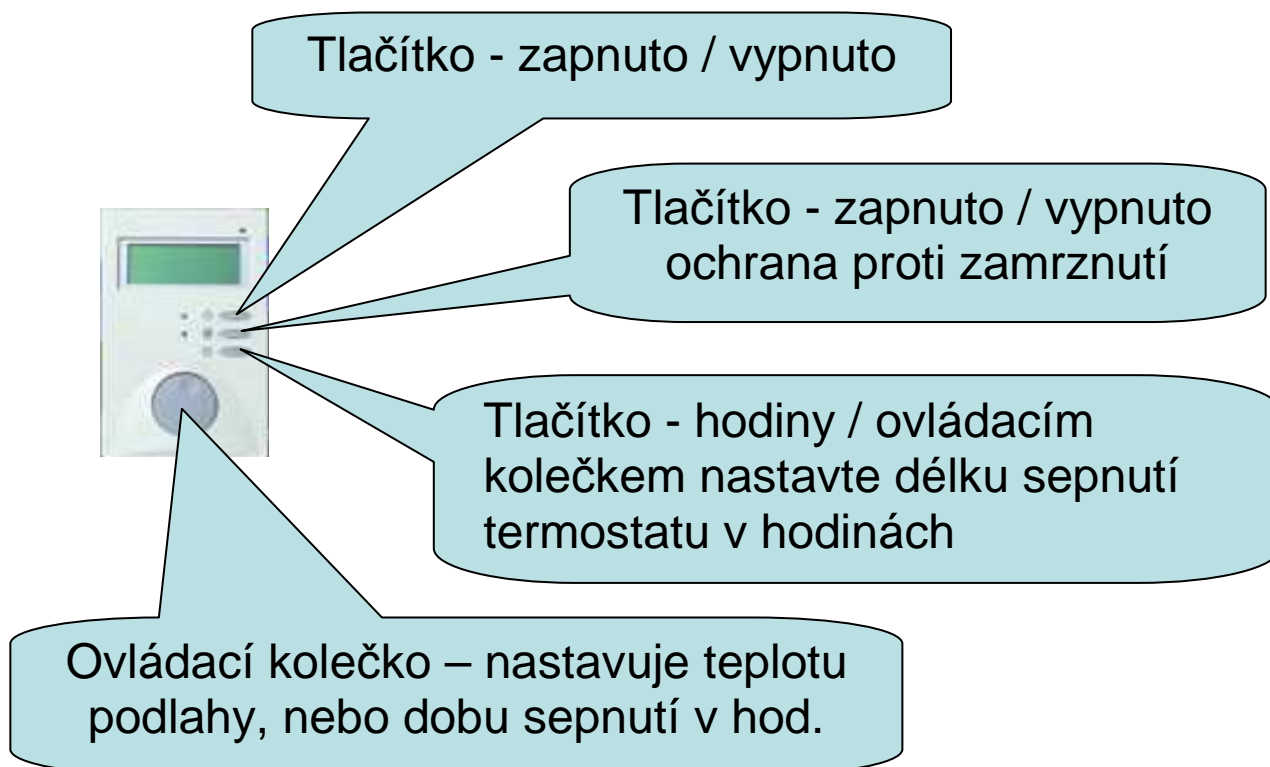 Tlačítko - zapnuto / vypnuto
Tlačítko - zapnuto / vypnuto
ochrana proti zamrznutí
Tlačítko - hodiny / ovládacím
kolečkem nastavte délku sepnutí
termostatu v hodinách
Ovládací kolečko – nastavuje teplotu
podlahy, nebo dobu sepnutí v hod.